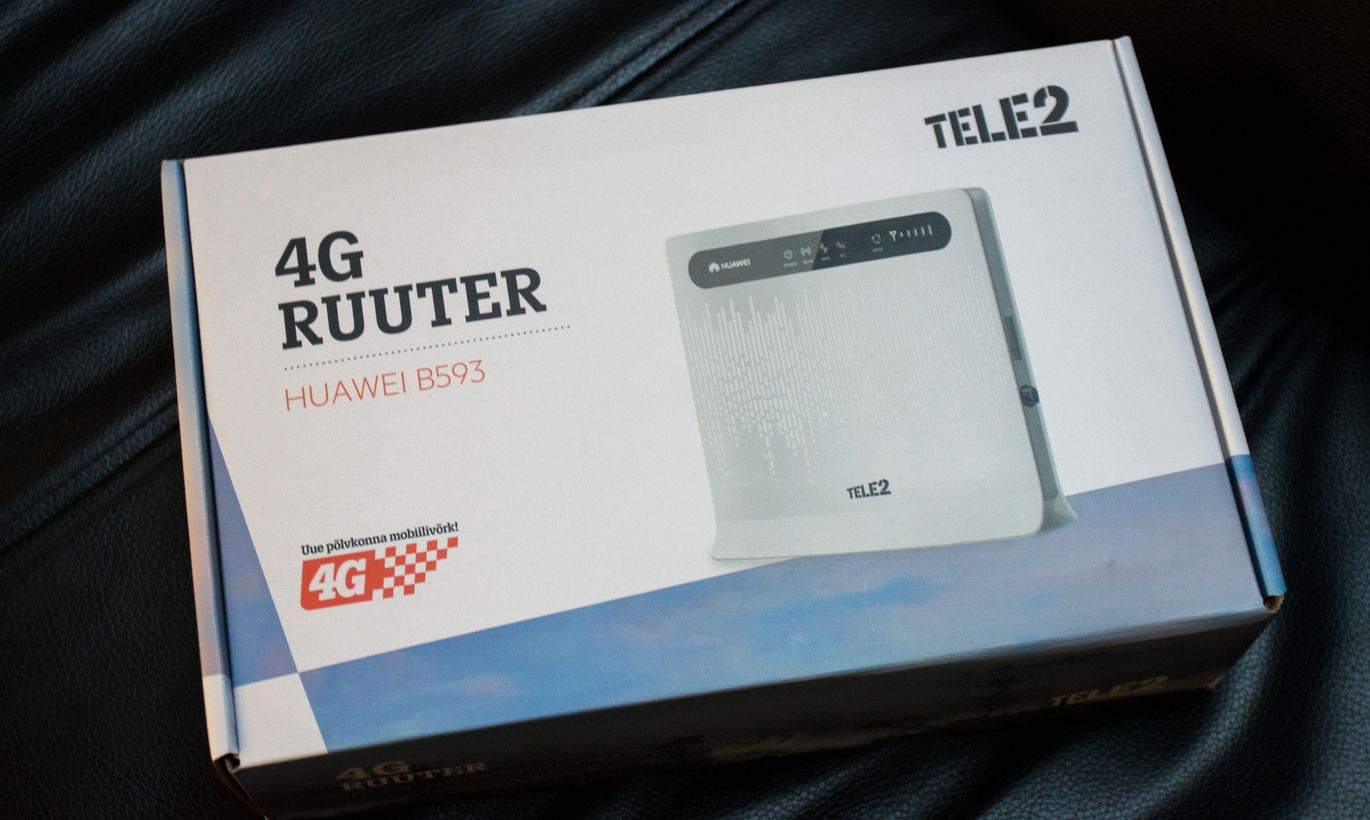 TELE2
4G
RUUTER
HUAWEI B593
HUAWEI
TELE2
Uue põlvkonna mobiilivõrk!
4G
4G
RUUTER
TELE2